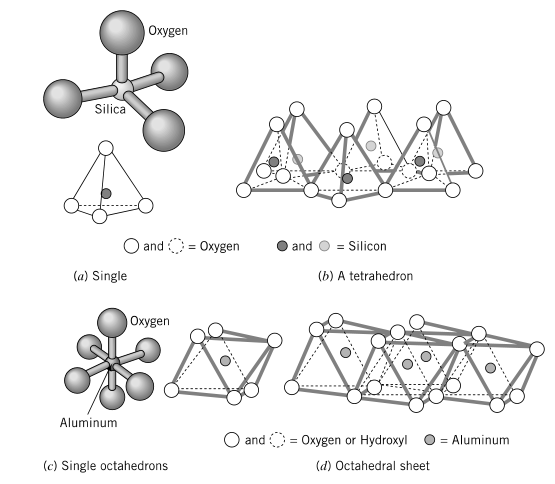 Oxygen
Silica
and = Oxygen and = Silicon
(a) Single (b) A tetrahedron
Oxygen
Aluminum
and = Oxygen or Hydroxyl = Aluminum
(c) Single octahedrons (d) Octahedral sheet